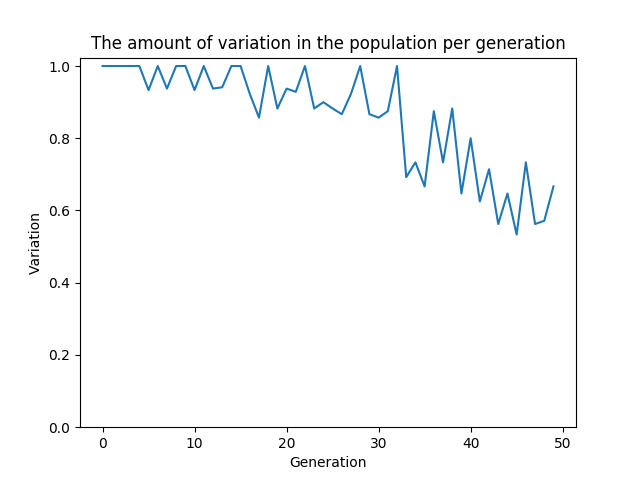 The amount of variation in the population per generation
1.0
0.8
0.6
0.4
0.2
0.0
Variation
0 10 20 30 40 50
Generation